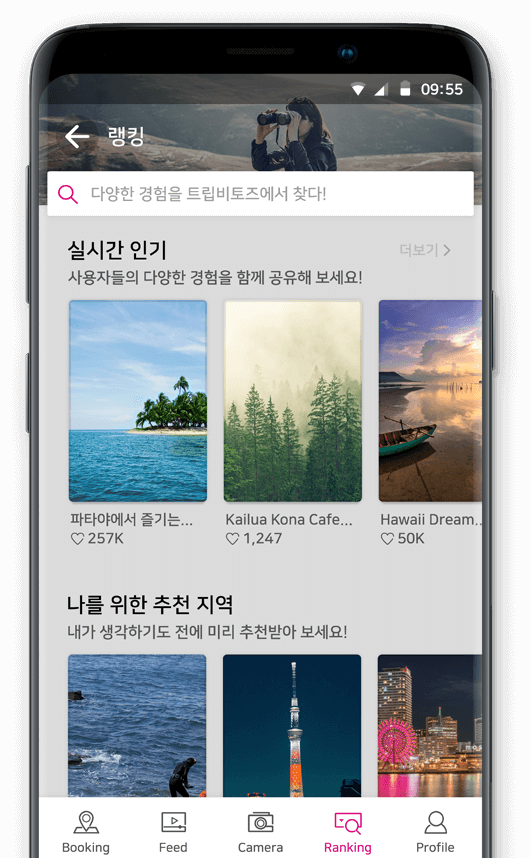 09:55
랭킹
다양한 경험을 트립비토즈에서 찾다!
실시간 인기
더보기
사용자들의 다양한 경험을 함께 공유해 보세요!
파타야에서 즐기는...
Kailua Kona Cafe...
Hawaii Dream..
257K
1,247
50K
나를 위한 추천 지역
내가 생각하기도 전에 미리 추천받아 보세요!
Booking
Feed
Camera
Ranking
Profile